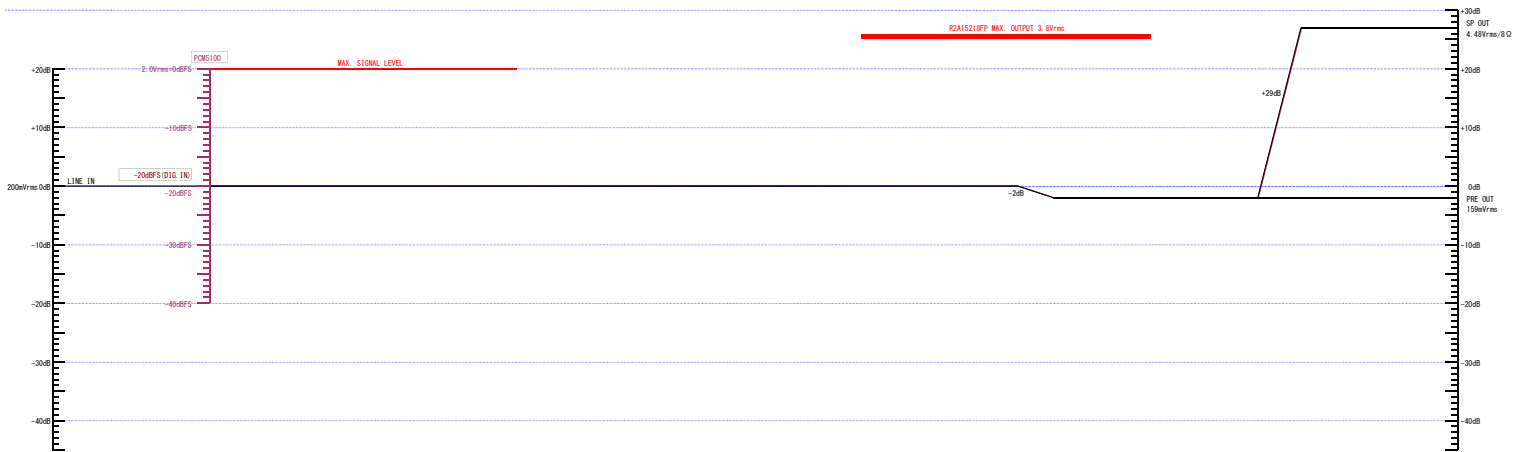 +30dB
SP OUT
4.48Vrms/8Ω
R2A15218FP MAX. OUTPUT 3.8Vrms
PCM5100
MAX. SIGNAL LEVEL
+20dB
2.0Vrms=0dBFS
+20dB
+29dB
+10dB
-10dBFS
+10dB
-20dBFS(DIG.IN)
LINE IN
200mVrms 0dB
-20dBFS
-2dB
0dB
PRE OUT
159mVrms
-10dB
-30dBFS
-10dB
-20dB
-40dBFS
-20dB
-30dB
-30dB
-40dB
-40dB